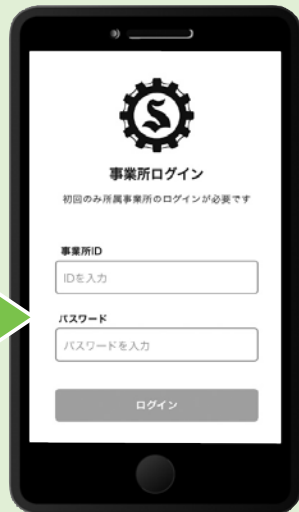 S
事業所ログイン
初回のみ所属事業所のログインが必要です
事業所ID
IDを入力
パスワード
パスワードを入力
ログイン